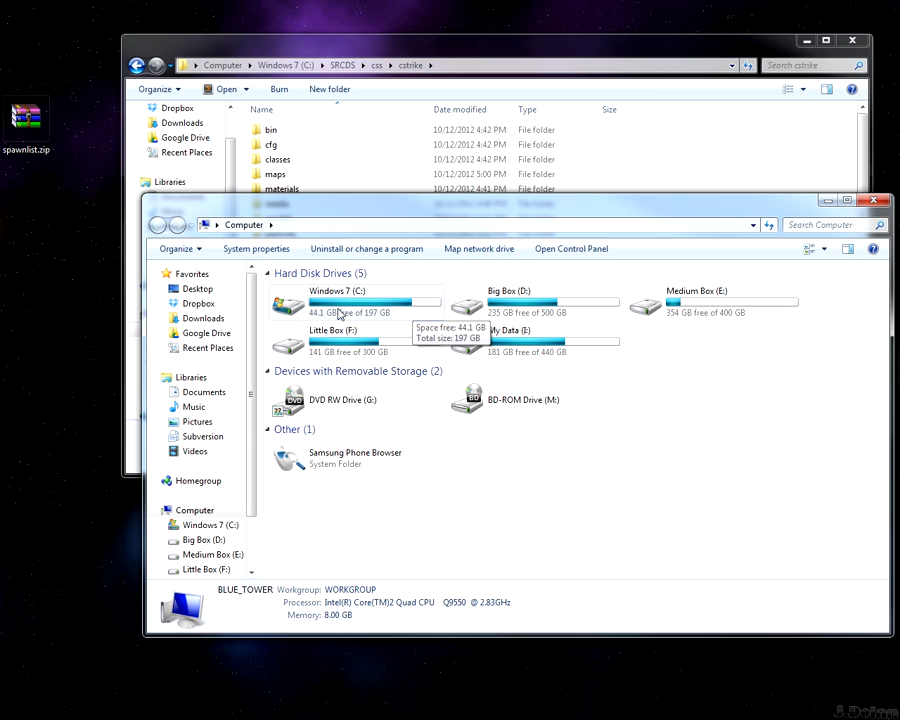 spawnlist.zip
Computer Windows 7 (C:) SRCDS css cstrike Search cstrike
Organize Open Burn New folder
Dropbox
Downloads
Google Drive
Recent Places
Libraries
Name Date modified Type Size
bin 10/12/2012 4:42 PM File folder
cfg 10/12/2012 4:42 PM File folder
classes 10/12/2012 4:42 PM File folder
maps 10/12/2012 5:00 PM File folder
materials 10/12/2012 4:41 PM File folder
Computer Search Computer
Organize System properties Uninstall or change a program Map network drive Open Control Panel
Favorites
Desktop
Dropbox
Downloads
Google Drive
Recent Places
Libraries
Documents
Music
Pictures
Subversion
Videos
Homegroup
Computer
Windows 7 (C:)
Big Box (D:)
Medium Box (E:)
Little Box (F:)
Hard Disk Drives (5)
Windows 7 (C:)
44.1 GB free of 197 GB
Big Box (D:)
235 GB free of 500 GB
Medium Box (E:)
354 GB free of 400 GB
Little Box (F:)
141 GB free of 300 GB
My Data (I:)
181 GB free of 440 GB
Space free: 44.1 GB
Total size: 197 GB
Devices with Removable Storage (2)
DVD RW Drive (G:)
BD-ROM Drive (M:)
Other (1)
Samsung Phone Browser
System Folder
BLUE_TOWER Workgroup: WORKGROUP
Processor: Intel(R) Core(TM)2 Quad CPU Q9550 @ 2.83GHz
Memory: 8.00 GB